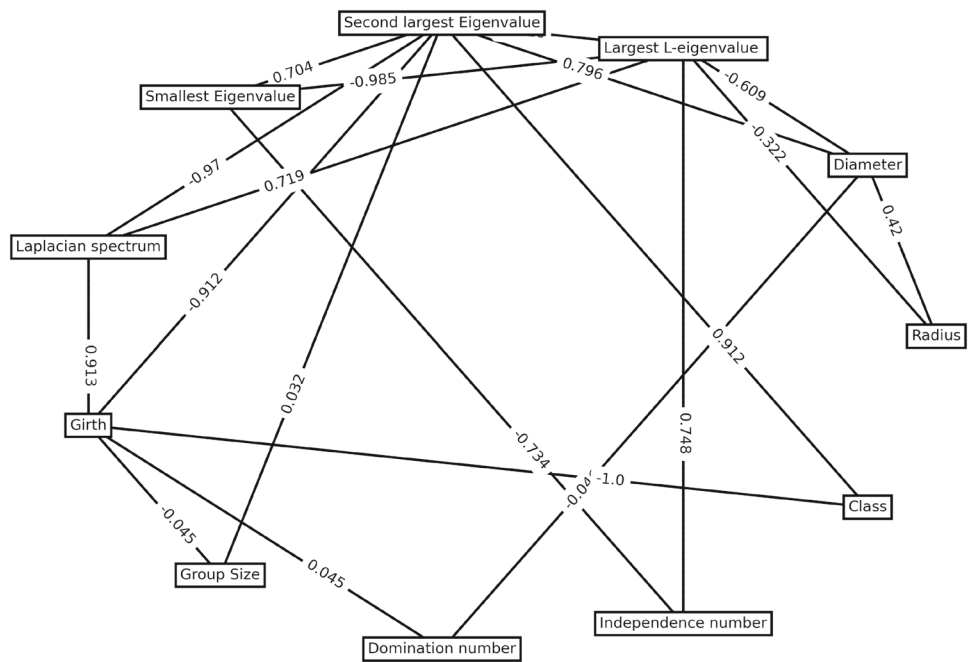 Second largest Eigenvalue
Largest L-eigenvalue
0.704
-0.985
0.796
-0.609
Smallest Eigenvalue
-0.322
Diameter
-0.97
0.719
0.42
Laplacian spectrum
-0.912
Radius
0.912
0.913
0.032
Girth
0.748
-0.734
-1.0
Class
-0.045
Group Size
0.045
Independence number
Domination number